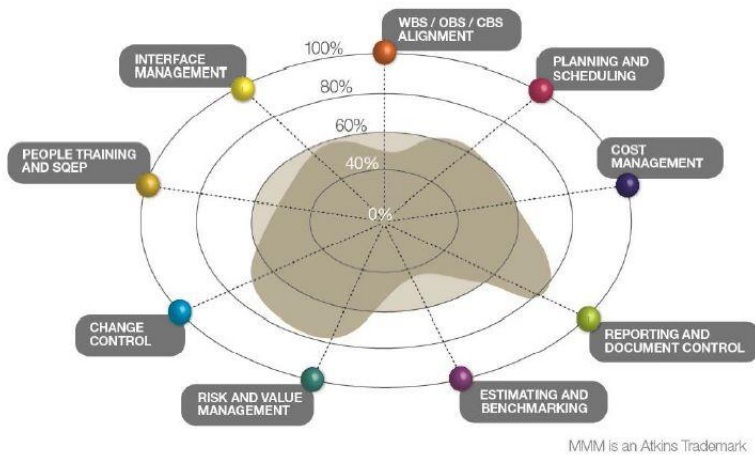 WBS / OBS / CBS
ALIGNMENT
100%
INTERFACE
MANAGEMENT
PLANNING AND
SCHEDULING
80%
60%
PEOPLE TRAINING
AND SQEP
40%
COST
MANAGEMENT
0%
CHANGE
CONTROL
REPORTING AND
DOCUMENT CONTROL
RISK AND VALUE
MANAGEMENT
ESTIMATING AND
BENCHMARKING
MMM is an Atkins Trademark